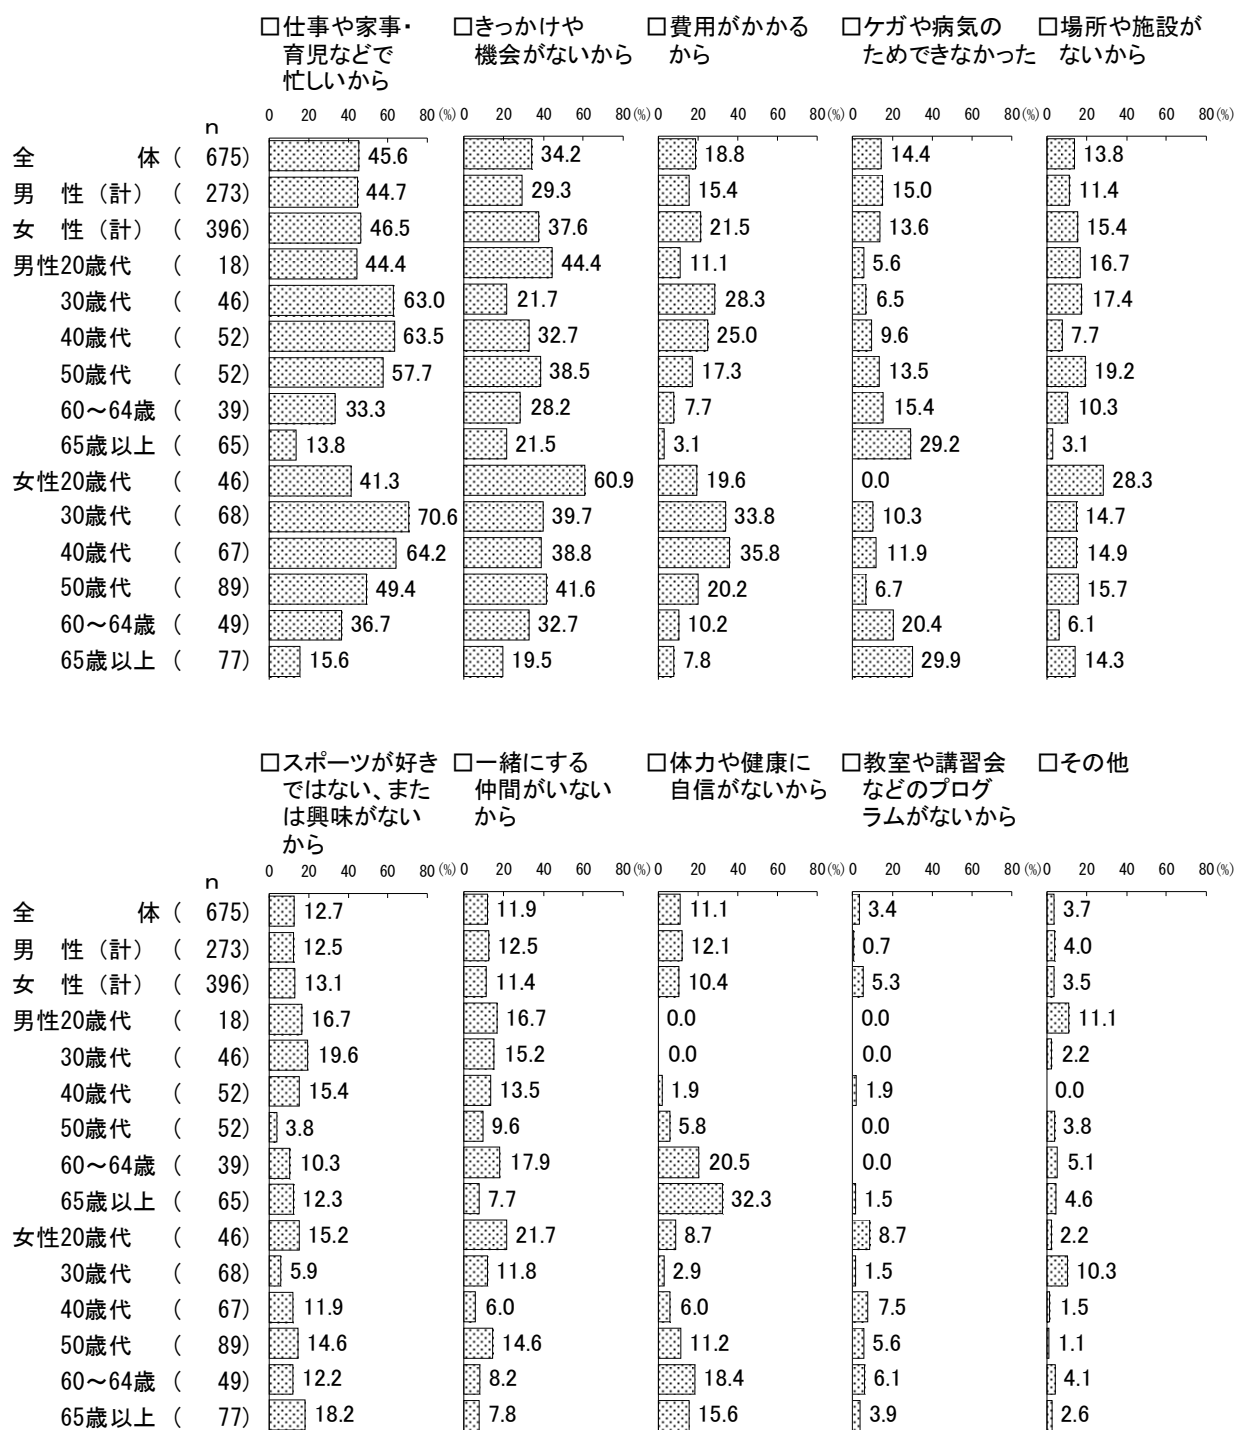 □仕事や家事・ □きっかけや □費用がかかる □ケガや病気の □場所や施設が
育児などで 機会がないから から ためできなかった ないから
忙しいから
0 20 40 60 80(%) 0 20 40 60 80(%) 0 20 40 60 80(%) 0 20 40 60 80(%) 0 20 40 60 80(%)
n
全 体 ( 675) 45.6 34.2 18.8 14.4 13.8
男 性(計) ( 273) 44.7 29.3 15.4 15.0 11.4
女 性(計) ( 396) 46.5 37.6 21.5 13.6 15.4
男性20歳代 ( 18) 44.4 44.4 11.1 5.6 16.7
30歳代 ( 46) 63.0 21.7 28.3 6.5 17.4
40歳代 ( 52) 63.5 32.7 25.0 9.6 7.7
50歳代 ( 52) 57.7 38.5 17.3 13.5 19.2
60~64歳 ( 39) 33.3 28.2 7.7 15.4 10.3
65歳以上 ( 65) 13.8 21.5 3.1 29.2 3.1
女性20歳代 ( 46) 41.3 60.9 19.6 0.0 28.3
30歳代 ( 68) 70.6 39.7 33.8 10.3 14.7
40歳代 ( 67) 64.2 38.8 35.8 11.9 14.9
50歳代 ( 89) 49.4 41.6 20.2 6.7 15.7
60~64歳 ( 49) 36.7 32.7 10.2 20.4 6.1
65歳以上 ( 77) 15.6 19.5 7.8 29.9 14.3
□スポーツが好き □一緒にする □体力や健康に □教室や講習会 □その他
ではない、また 仲間がいない 自信がないから などのプログ
は興味がない から ラムがないから
から
0 20 40 60 80(%) 0 20 40 60 80(%) 0 20 40 60 80(%) 0 20 40 60 80(%) 0 20 40 60 80(%)
n
全 体 ( 675) 12.7 11.9 11.1 3.4 3.7
男 性(計) ( 273) 12.5 12.5 12.1 0.7 4.0
女 性(計) ( 396) 13.1 11.4 10.4 5.3 3.5
男性20歳代 ( 18) 16.7 16.7 0.0 0.0 11.1
30歳代 ( 46) 19.6 15.2 0.0 0.0 2.2
40歳代 ( 52) 15.4 13.5 1.9 1.9 0.0
50歳代 ( 52) 3.8 9.6 5.8 0.0 3.8
60~64歳 ( 39) 10.3 17.9 20.5 0.0 5.1
65歳以上 ( 65) 12.3 7.7 32.3 1.5 4.6
女性20歳代 ( 46) 15.2 21.7 8.7 8.7 2.2
30歳代 ( 68) 5.9 11.8 2.9 1.5 10.3
40歳代 ( 67) 11.9 6.0 6.0 7.5 1.5
50歳代 ( 89) 14.6 14.6 11.2 5.6 1.1
60~64歳 ( 49) 12.2 8.2 18.4 6.1 4.1
65歳以上 ( 77) 18.2 7.8 15.6 3.9 2.6